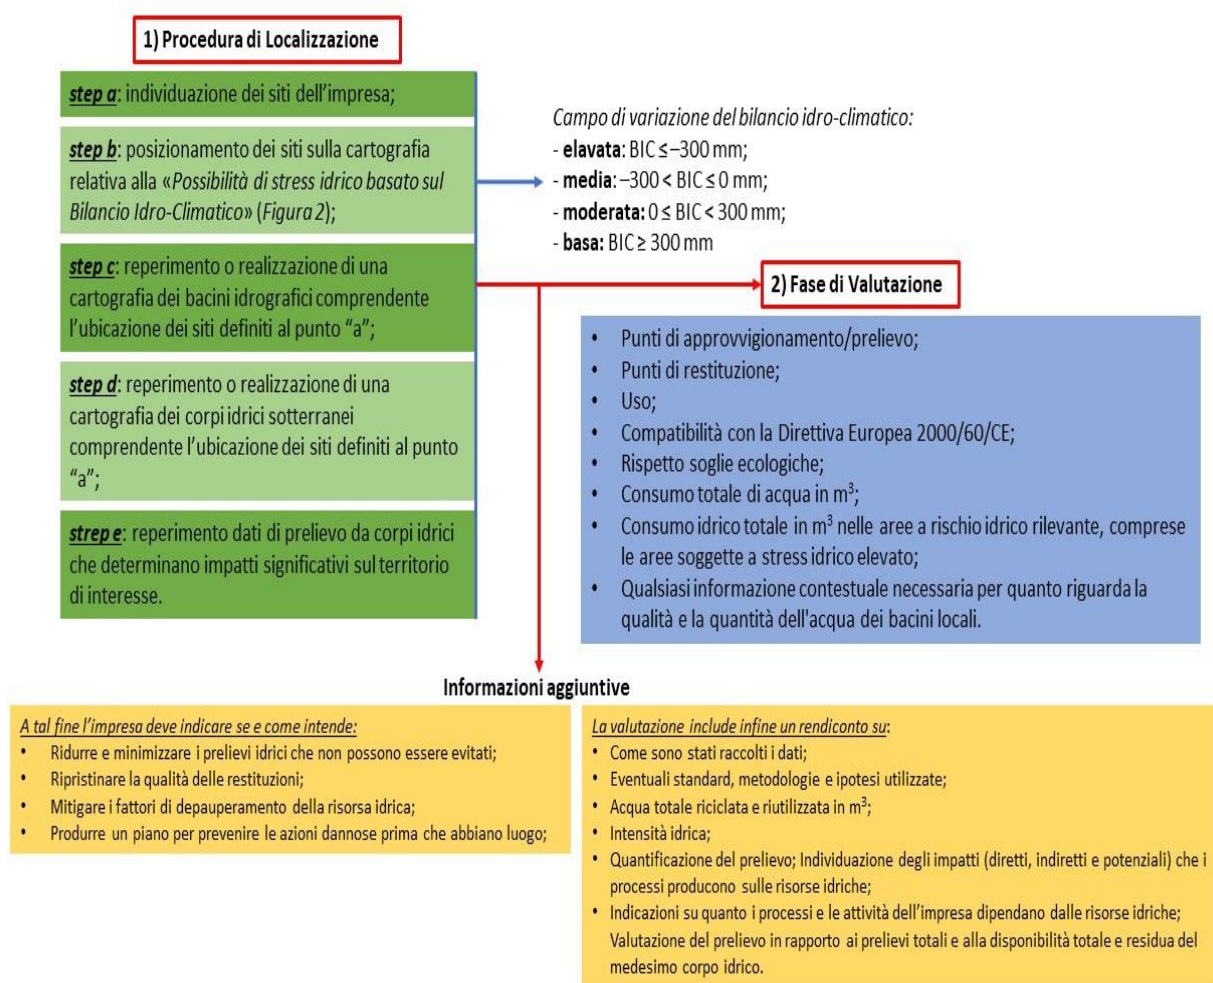 1) Procedura di Localizzazione
step a: individuazione dei siti dell'impresa;
step b: posizionamento dei siti sulla cartografia
relativa alla «Possibilità di stress idrico basato sul
Bilancio Idro-Climatico» (Figura 2);
step c: reperimento o realizzazione di una
cartografia dei bacini idrografici comprendente
l'ubicazione dei siti definiti al punto “a”;
step d: reperimento o realizzazione di una
cartografia dei corpi idrici sotterranei
comprendente l'ubicazione dei siti definiti al punto
“a”;
strep e: reperimento dati di prelievo da corpi idrici
che determinano impatti significativi sul territorio
di interesse.
Campo di variazione del bilancio idro-climatico:
- elavata: BIC ≤ –300 mm;
- media: –300 < BIC ≤ 0 mm;
- moderata: 0 ≤ BIC < 300 mm;
- basa: BIC ≥ 300 mm
2) Fase di Valutazione
• Punti di approvvigionamento/prelievo;
• Punti di restituzione;
• Uso;
• Compatibilità con la Direttiva Europea 2000/60/CE;
• Rispetto soglie ecologiche;
• Consumo totale di acqua in m³;
• Consumo idrico totale in m³ nelle aree a rischio idrico rilevante, comprese
le aree soggette a stress idrico elevato;
• Qualsiasi informazione contestuale necessaria per quanto riguarda la
qualità e la quantità dell'acqua dei bacini locali.
Informazioni aggiuntive
A tal fine l'impresa deve indicare se e come intende:
• Ridurre e minimizzare i prelievi idrici che non possono essere evitati;
• Ripristinare la qualità delle restituzioni;
• Mitigare i fattori di depauperamento della risorsa idrica;
• Produrre un piano per prevenire le azioni dannose prima che abbiano luogo;
La valutazione include infine un rendiconto su:
• Come sono stati raccolti i dati;
• Eventuali standard, metodologie e ipotesi utilizzate;
• Acqua totale riciclata e riutilizzata in m³;
• Intensità idrica;
• Quantificazione del prelievo; Individuazione degli impatti (diretti, indiretti e potenziali) che i
processi producono sulle risorse idriche;
• Indicazioni su quanto i processi e le attività dell'impresa dipendano dalle risorse idriche;
Valutazione del prelievo in rapporto ai prelievi totali e alla disponibilità totale e residua del
medesimo corpo idrico.